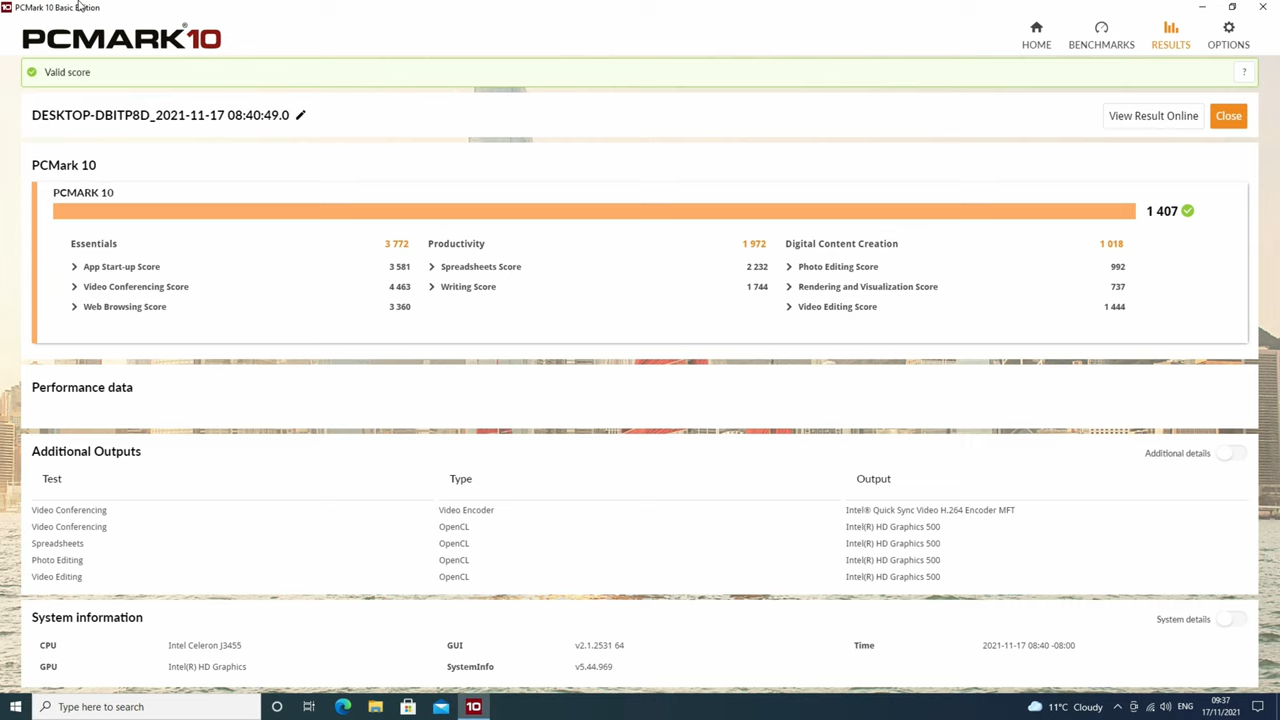 10 PCMark 10 Basic Edition
PCMARK®10
HOME BENCHMARKS RESULTS OPTIONS
Valid score ?
DESKTOP-DBITP8D_2021-11-17 08:40:49.0
View Result Online Close
PCMark 10
PCMARK 10
1 407
Essentials 3 772 Productivity 1 972 Digital Content Creation 1 018
App Start-up Score 3 581 Spreadsheets Score 2 232 Photo Editing Score 992
Video Conferencing Score 4 463 Writing Score 1 744 Rendering and Visualization Score 737
Web Browsing Score 3 360 Video Editing Score 1 444
Performance data
Additional Outputs Additional details
Test Type Output
Video Conferencing Video Encoder Intel® Quick Sync Video H.264 Encoder MFT
Video Conferencing OpenCL Intel(R) HD Graphics 500
Spreadsheets OpenCL Intel(R) HD Graphics 500
Photo Editing OpenCL Intel(R) HD Graphics 500
Video Editing OpenCL Intel(R) HD Graphics 500
System information System details
CPU Intel Celeron J3455 GUI v2.1.2531 64 Time 2021-11-17 08:40 -08:00
GPU Intel(R) HD Graphics SystemInfo v5.44.969
Type here to search 10 11°C Cloudy 09:37
17/11/2021